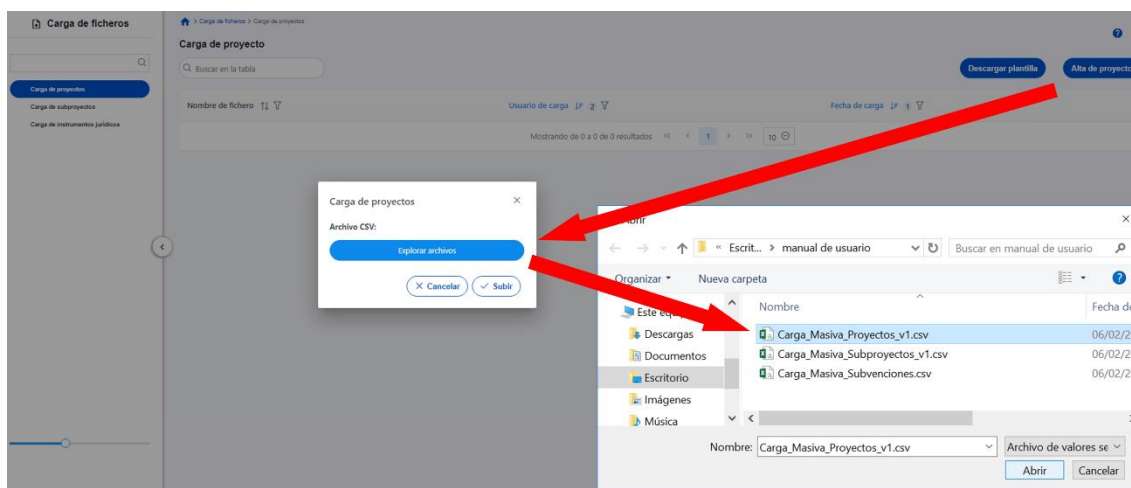 Carga de ficheros
> Carga de ficheros > Carga de proyectos
Carga de proyecto
Buscar en la tabla
Descargar plantilla
Alta de proyecto
Carga de proyectos
Carga de subproyectos
Carga de instrumentos jurídicos
Nombre de fichero
Usuario de carga 2
Fecha de carga 1
Mostrando de 0 a 0 de 0 resultados « < 1 > » 10
Carga de proyectos
Archivo CSV:
Explorar archivos
Cancelar
Subir
« Escrit... > manual de usuario
Buscar en manual de usuario
Organizar
Nueva carpeta
Nombre
Fecha de
Este
Descargas
Documentos
Escritorio
Imágenes
Música
Carga_Masiva_Proyectos_v1.csv 06/02/2
Carga_Masiva_Subproyectos_v1.csv 06/02/2
Carga_Masiva_Subvenciones.csv 06/02/2
Nombre: Carga_Masiva_Proyectos_v1.csv
Archivo de valores se
Abrir
Cancelar